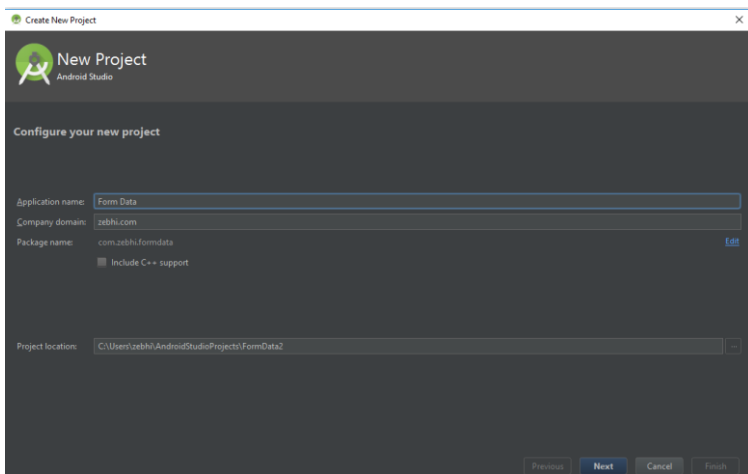 Create New Project
New Project
Android Studio
Configure your new project
Application name: Form Data
Company domain: zebhi.com
Package name: com.zebhi.formdata Edit
Include C++ support
Project location: C:\Users\zebhi\AndroidStudioProjects\FormData2 ...
Previous Next Cancel Finish